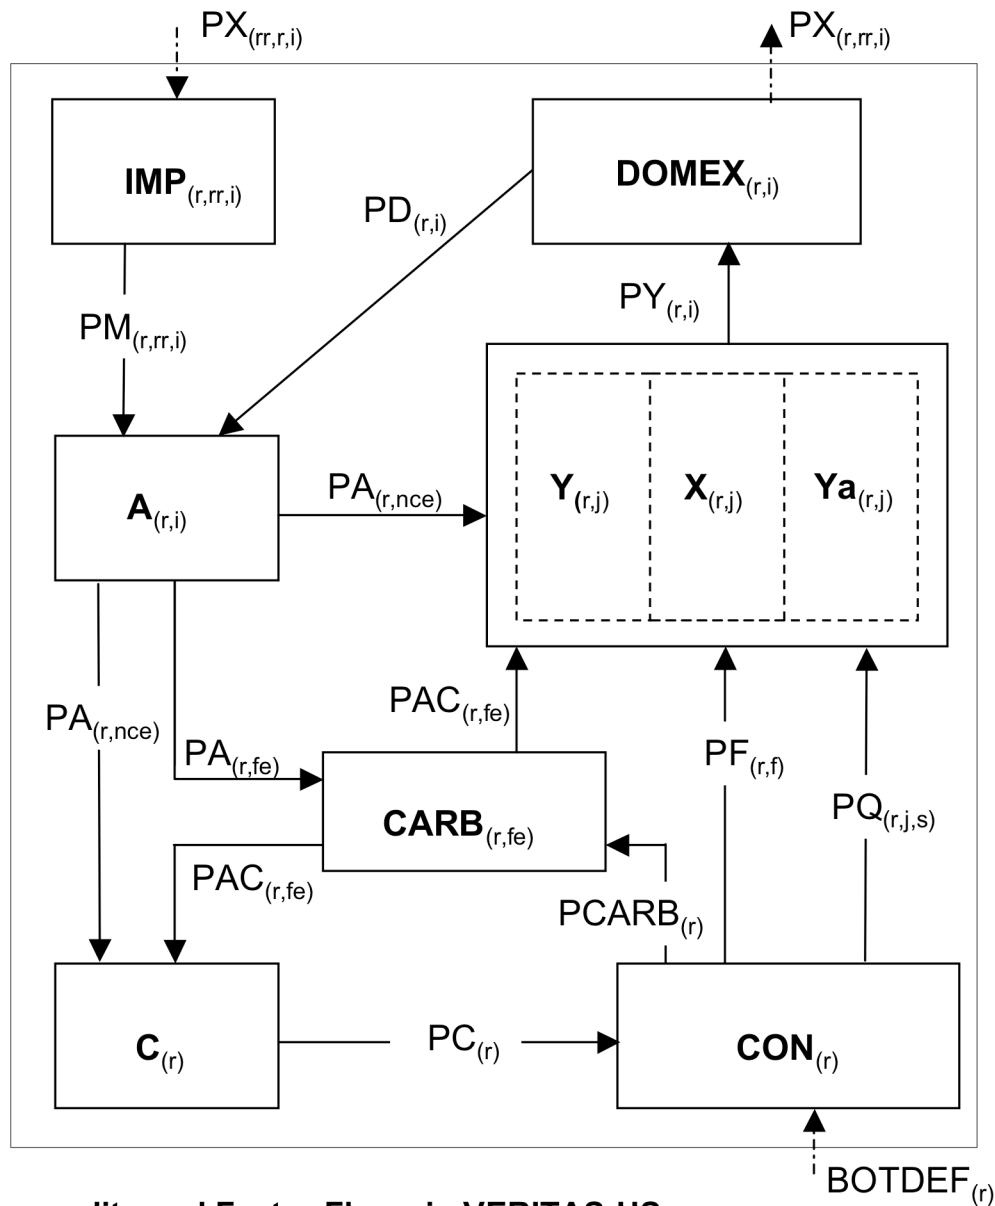 PX(rr,r,i)
PX(r,rr,i)
IMP(r,rr,i)
DOMEX(r,i)
PD(r,i)
PY(r,i)
PM(r,rr,i)
A(r,i)
PA(r,nce)
Y(r,j)
X(r,j)
Ya(r,j)
PA(r,nce)
PAC(r,fe)
PA(r,fe)
PF(r,f)
PQ(r,j,s)
CARB(r,fe)
PAC(r,fe)
PCARB(r)
C(r)
PC(r)
CON(r)
BOTDEF(r)